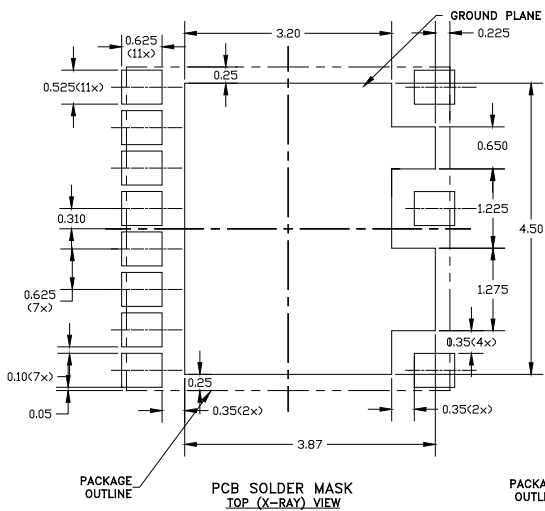 GROUND PLANE
0.625
(11x)
3.20
0.225
0.25
0.525(11x)
0.650
0.310
1.225
4.50
0.625
(7x)
1.275
0.35(4x)
0.10(7x)
0.25
0.05
0.35(2x)
0.35(2x)
3.87
PACKAGE
OUTLINE
PCB SOLDER MASK
TOP (X-RAY) VIEW
PACKA
OUTLI